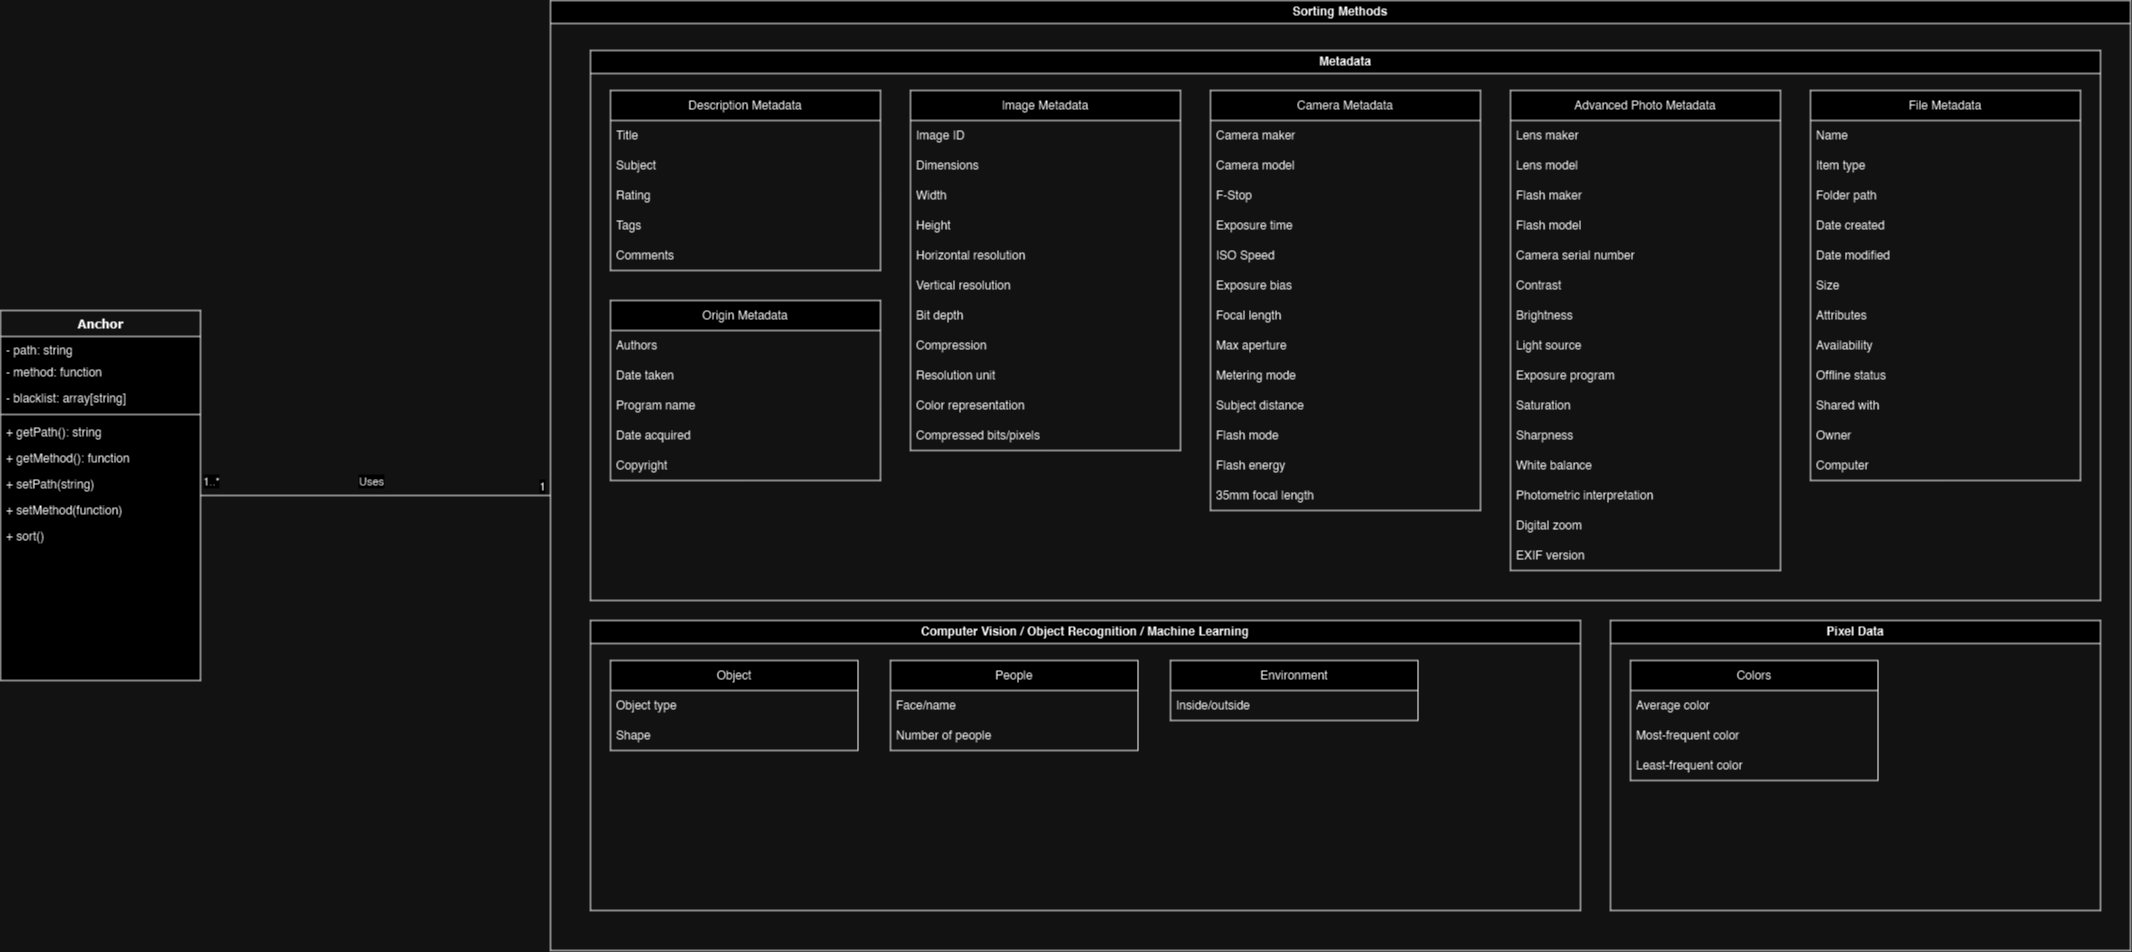 Anchor
- path: string
- method: function
- blacklist: array[string]
+ getPath(): string
+ getMethod(): function
+ setPath(string)
+ setMethod(function)
+ sort()
1..*
Uses
1
Sorting Methods
Metadata
Description Metadata
Title
Subject
Rating
Tags
Comments
Origin Metadata
Authors
Date taken
Program name
Date acquired
Copyright
Image Metadata
Image ID
Dimensions
Width
Height
Horizontal resolution
Vertical resolution
Bit depth
Compression
Resolution unit
Color representation
Compressed bits/pixels
Camera Metadata
Camera maker
Camera model
F-Stop
Exposure time
ISO Speed
Exposure bias
Focal length
Max aperture
Metering mode
Subject distance
Flash mode
Flash energy
35mm focal length
Advanced Photo Metadata
Lens maker
Lens model
Flash maker
Flash model
Camera serial number
Contrast
Brightness
Light source
Exposure program
Saturation
Sharpness
White balance
Photometric interpretation
Digital zoom
EXIF version
File Metadata
Name
Item type
Folder path
Date created
Date modified
Size
Attributes
Availability
Offline status
Shared with
Owner
Computer
Computer Vision / Object Recognition / Machine Learning
Object
Object type
Shape
People
Face/name
Number of people
Environment
Inside/outside
Pixel Data
Colors
Average color
Most-frequent color
Least-frequent color